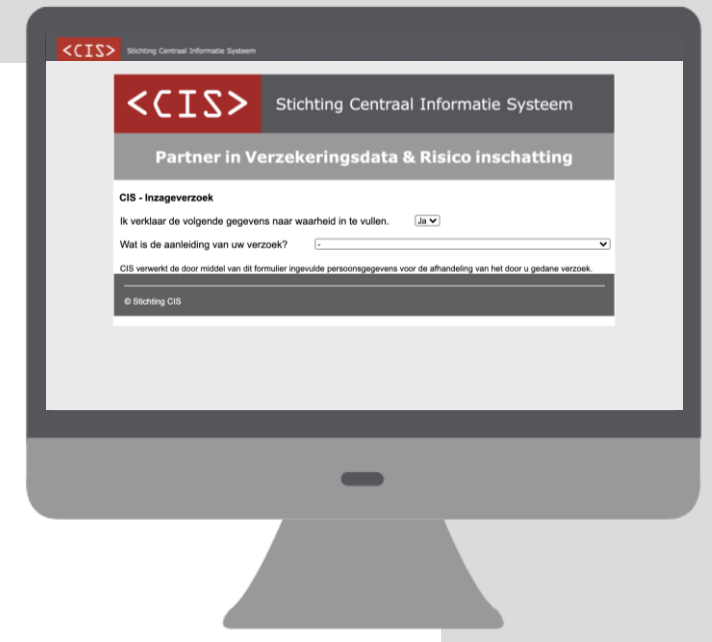 <CIS> Stichting Centraal Informatie Systeem
<CIS> Stichting Centraal Informatie Systeem
Partner in Verzekeringsdata & Risico inschatting
CIS - Inzageverzoek
Ik verklaar de volgende gegevens naar waarheid in te vullen. Ja
Wat is de aanleiding van uw verzoek? -
CIS verwerkt de door middel van dit formulier ingevulde persoonsgegevens voor de afhandeling van het door u gedane verzoek.
© Stichting CIS